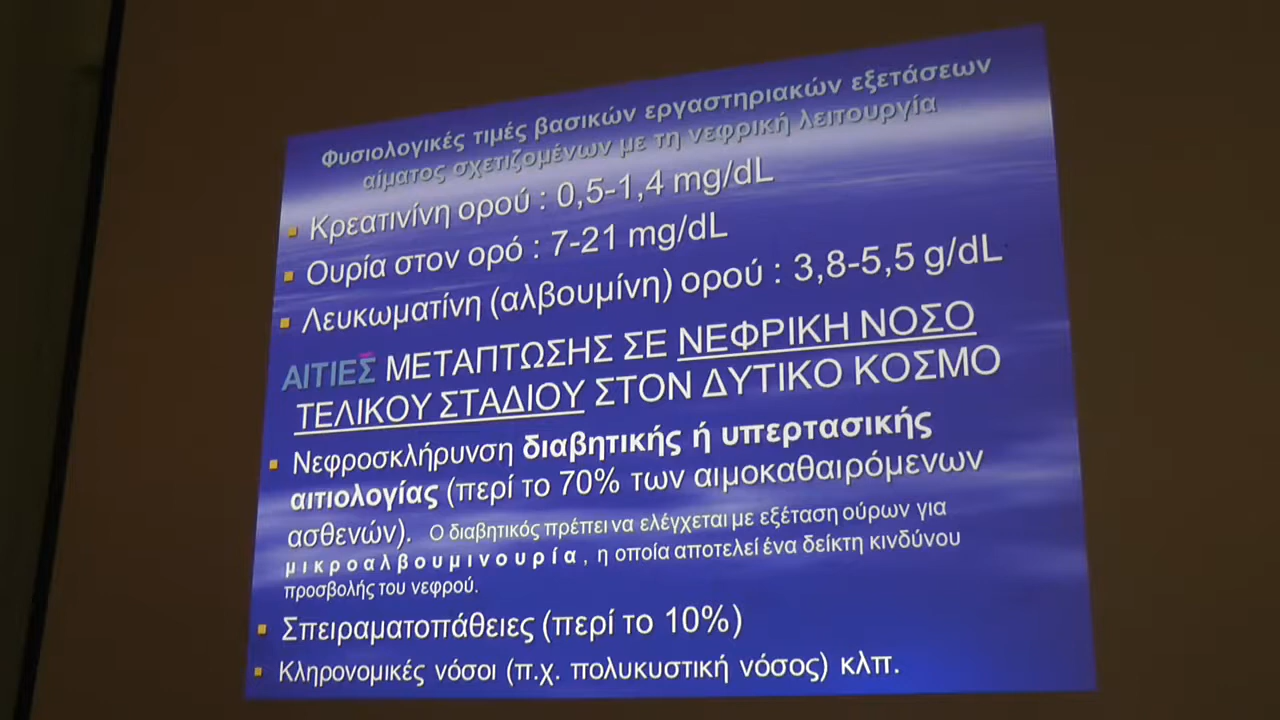 Φυσιολογικές τιμές βασικών εργαστηριακών εξετάσεων
αίματος σχετιζομένων με τη νεφρική λειτουργία
Κρεατινίνη ορού : 0,5-1,4 mg/dL
Ουρία στον ορό : 7-21 mg/dL
Λευκωματίνη (αλβουμίνη) ορού : 3,8-5,5 g/dL
ΑΙΤΙΕΣ ΜΕΤΑΠΤΩΣΗΣ ΣΕ ΝΕΦΡΙΚΗ ΝΟΣΟ
ΤΕΛΙΚΟΥ ΣΤΑΔΙΟΥ ΣΤΟΝ ΔΥΤΙΚΟ ΚΟΣΜΟ
Νεφροσκλήρυνση διαβητικής ή υπερτασικής
αιτιολογίας (περί το 70% των αιμοκαθαιρόμενων
ασθενών). Ο διαβητικός πρέπει να ελέγχεται με εξέταση ούρων για
μικροαλβουμινουρία, η οποία αποτελεί ένα δείκτη κινδύνου
προσβολής του νεφρού.
Σπειραματοπάθειες (περί το 10%)
Κληρονομικές νόσοι (π.χ. πολυκυστική νόσος) κλπ.